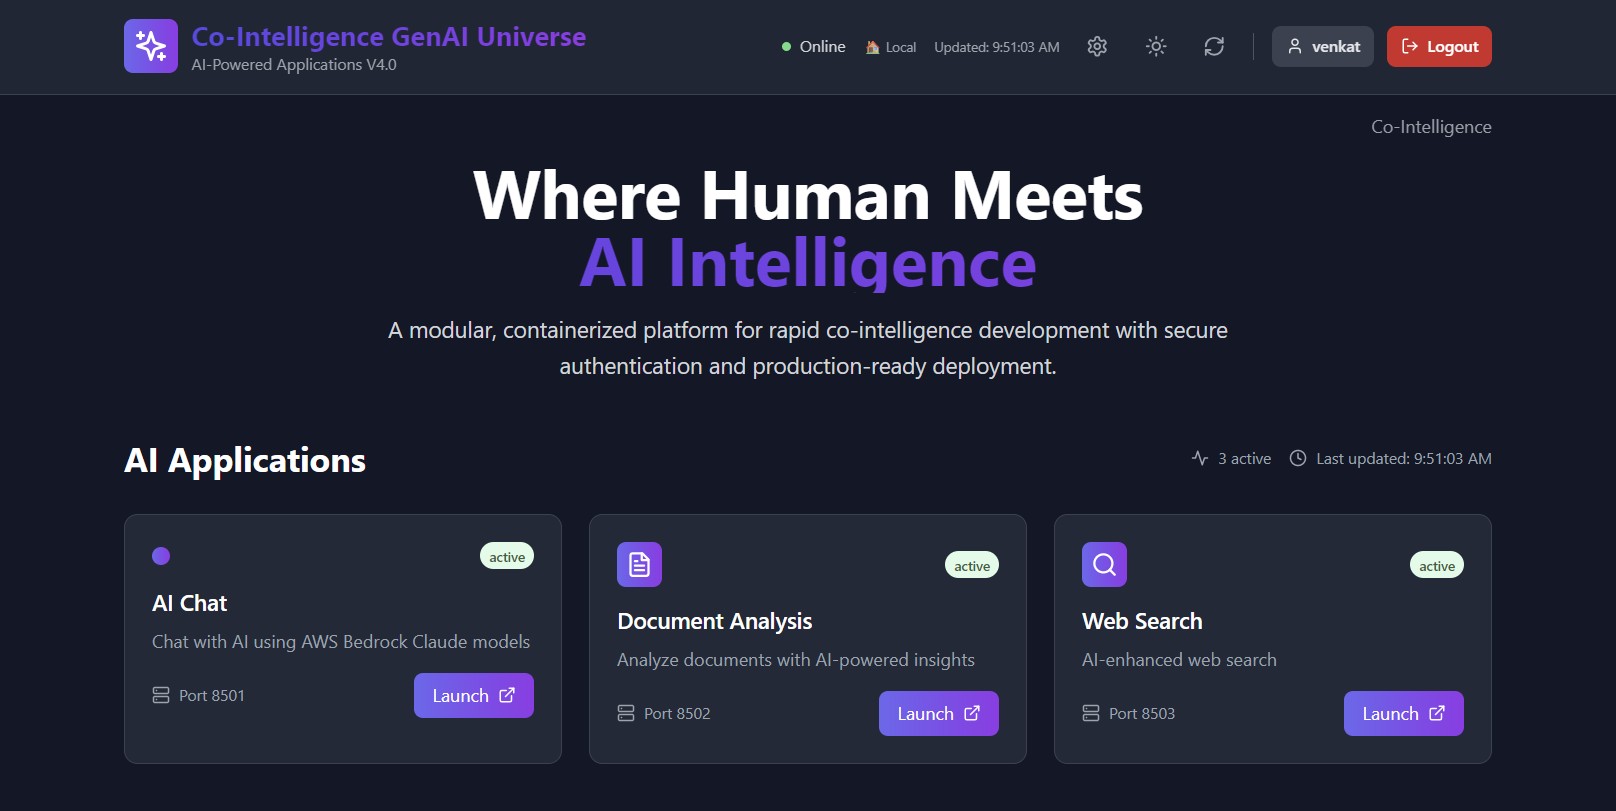 Co-Intelligence GenAI Universe
AI-Powered Applications V4.0
Online
Local
Updated: 9:51:03 AM
venkat
Logout
Co-Intelligence
Where Human Meets
AI Intelligence
A modular, containerized platform for rapid co-intelligence development with secure
authentication and production-ready deployment.
AI Applications
3 active
Last updated: 9:51:03 AM
active
AI Chat
Chat with AI using AWS Bedrock Claude models
Port 8501
Launch
active
Document Analysis
Analyze documents with AI-powered insights
Port 8502
Launch
active
Web Search
AI-enhanced web search
Port 8503
Launch